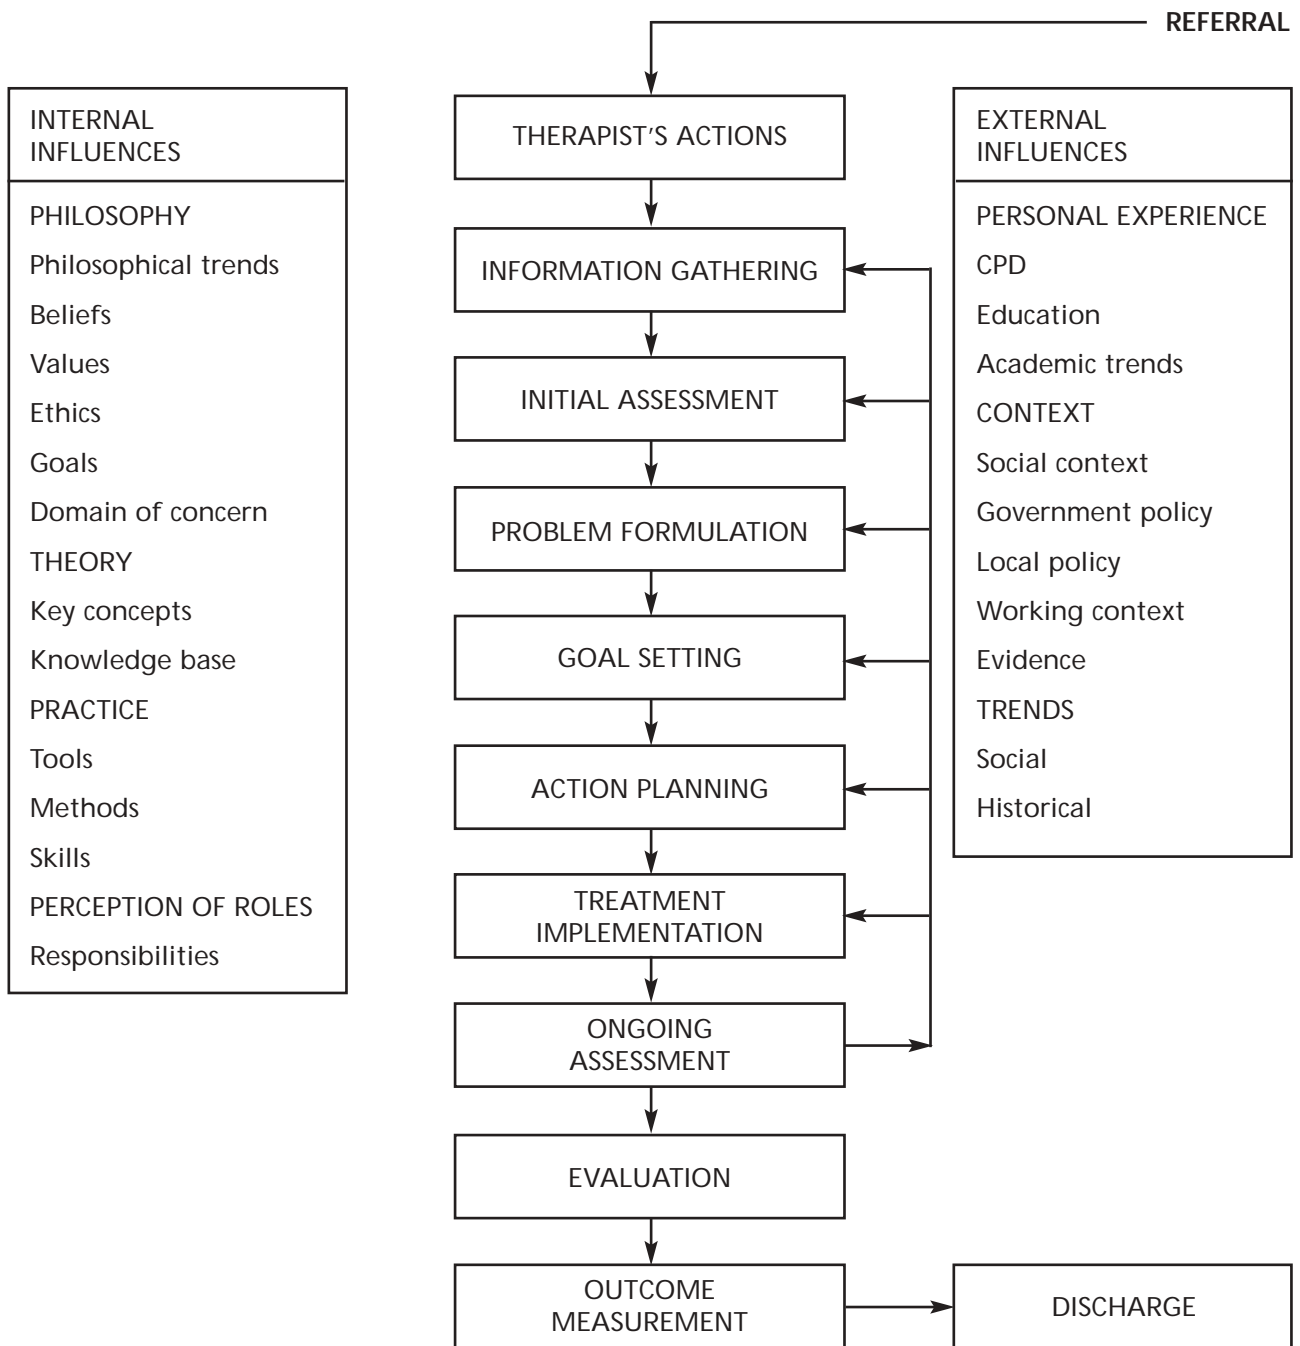 REFERRAL
INTERNAL
INFLUENCES
PHILOSOPHY
Philosophical trends
Beliefs
Values
Ethics
Goals
Domain of concern
THEORY
Key concepts
Knowledge base
PRACTICE
Tools
Methods
Skills
PERCEPTION OF ROLES
Responsibilities
THERAPIST'S ACTIONS
INFORMATION GATHERING
INITIAL ASSESSMENT
PROBLEM FORMULATION
GOAL SETTING
ACTION PLANNING
TREATMENT
IMPLEMENTATION
ONGOING
ASSESSMENT
EVALUATION
OUTCOME
MEASUREMENT
DISCHARGE
EXTERNAL
INFLUENCES
PERSONAL EXPERIENCE
CPD
Education
Academic trends
CONTEXT
Social context
Government policy
Local policy
Working context
Evidence
TRENDS
Social
Historical